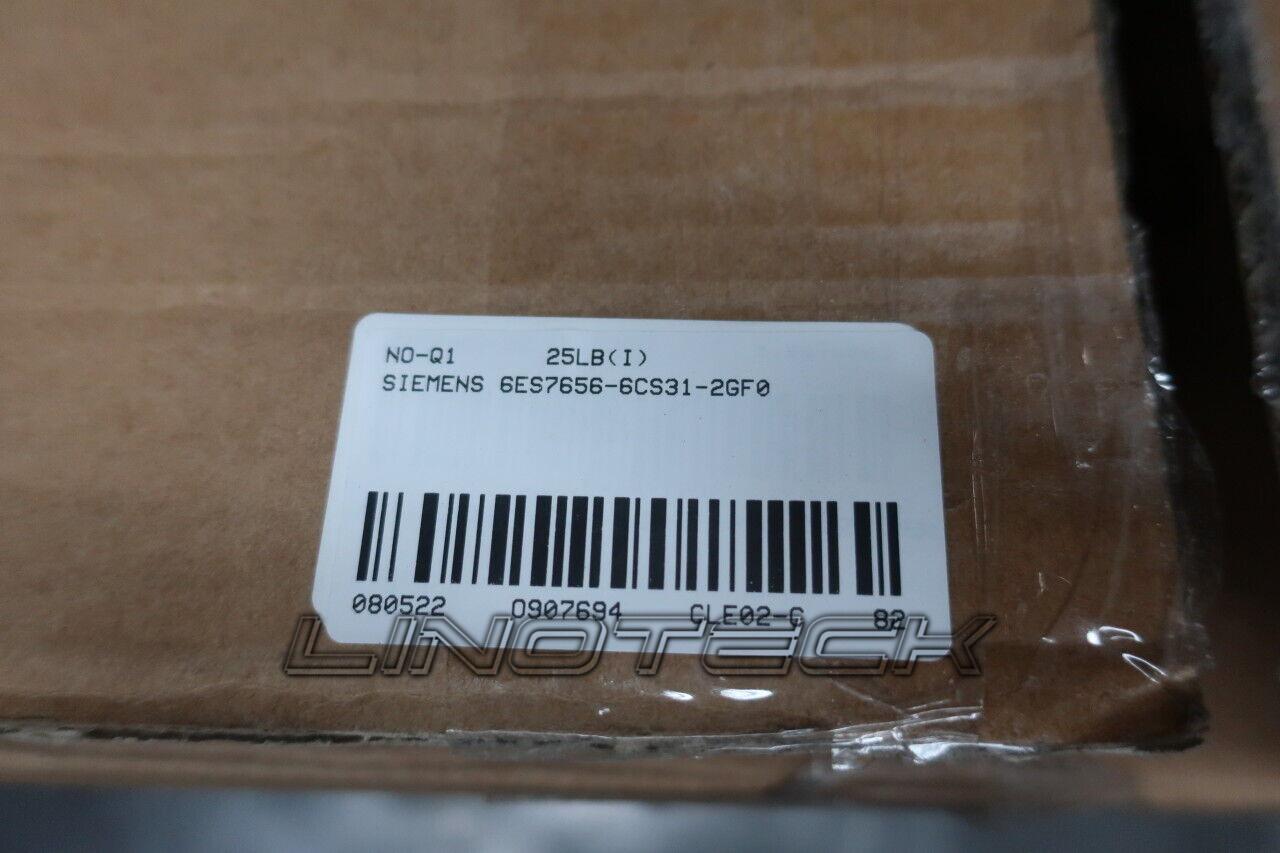 NO-Q1 25LB(I)
SIEMENS 6ES7656-6CS31-2GF0
080522 0907694 CLE02-G 82
LINOTECK